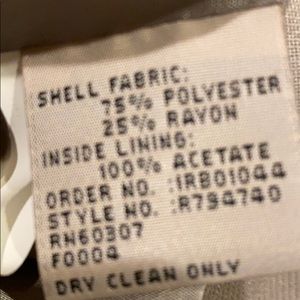 SHELL FABRIC:
75% POLYESTER
25% RAYON
INSIDE LINING:
100% ACETATE
ORDER NO. :IRB01044
STYLE NO. :R794740
RN60307
F0004
DRY CLEAN ONLY